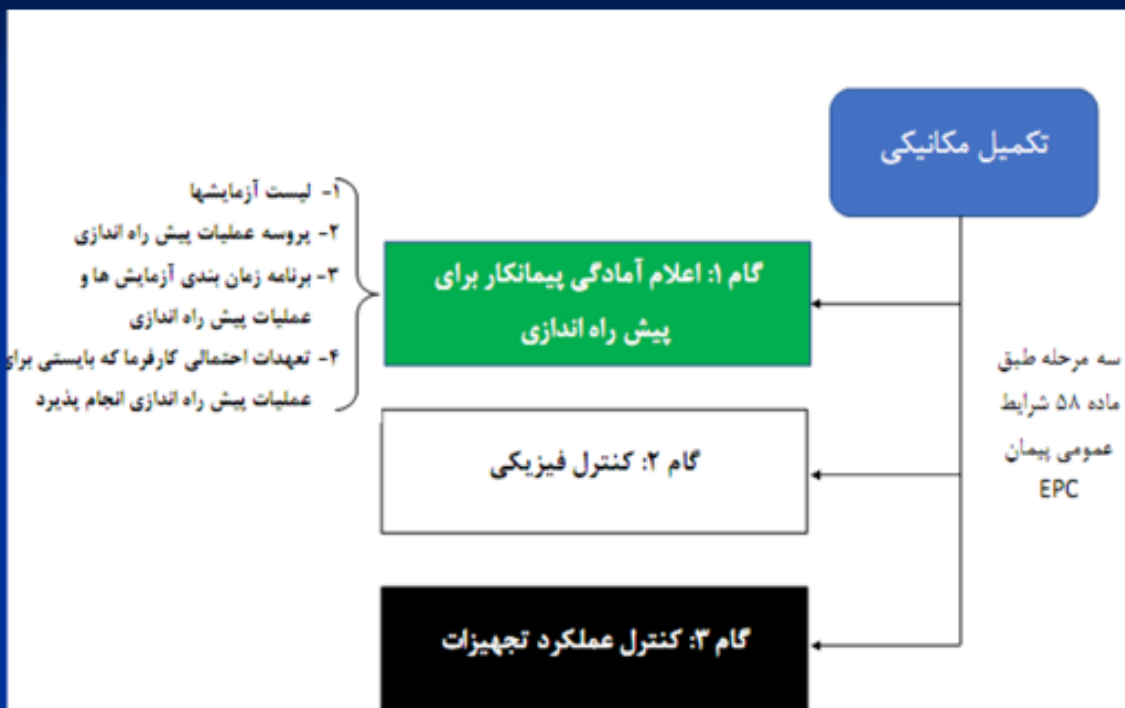 تکمیل مکانیکی
سه مرحله طبق
ماده ۵۸ شرایط
عمومی پیمان
EPC
گام ۱: اعلام آمادگی پیمانکار برای
پیش راه اندازی
۱- لیست آزمایشها
۲- پروسه عملیات پیش راه اندازی
۳- برنامه زمان بندی آزمایش ها و
عملیات پیش راه اندازی
۴- تعهدات احتمالی کارفرما که بایستی برای
عملیات پیش راه اندازی انجام پذیرد
گام ۲: کنترل فیزیکی
گام ۳: کنترل عملکرد تجهیزات